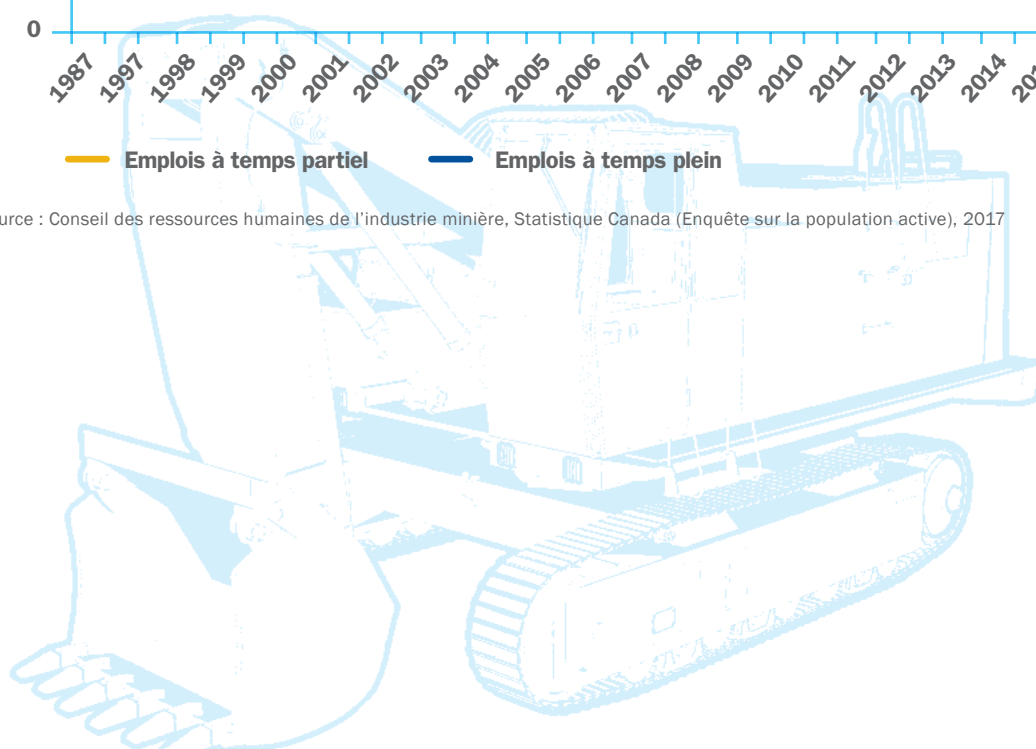 0
1987 1997 1998 1999 2000 2001 2002 2003 2004 2005 2006 2007 2008 2009 2010 2011 2012 2013 2014
Emplois à temps partiel Emplois à temps plein
: Conseil des ressources humaines de l’industrie minière, Statistique Canada (Enquête sur la population active), 2017